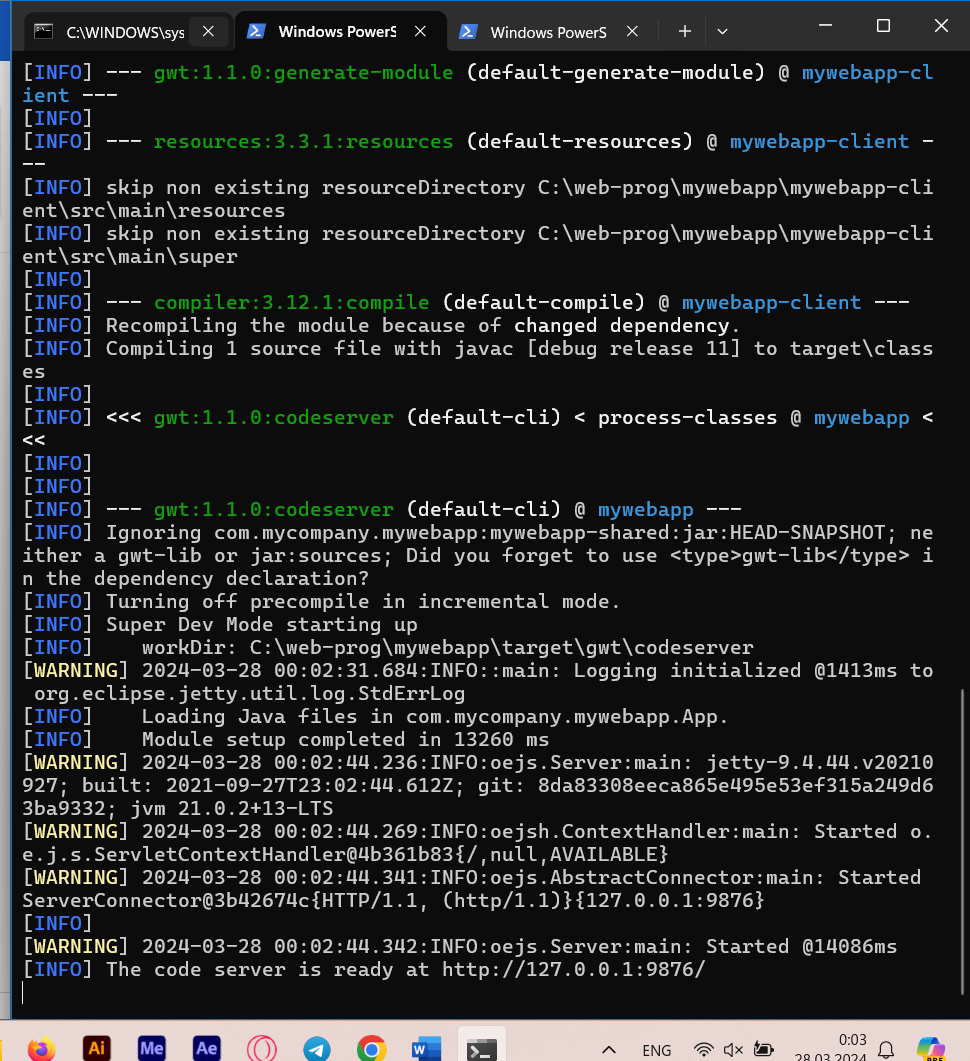 C:\WINDOWS\sys
Windows PowerS
Windows PowerS
[INFO] --- gwt:1.1.0:generate-module (default-generate-module) @ mywebapp-cl
ient ---
[INFO]
[INFO] --- resources:3.3.1:resources (default-resources) @ mywebapp-client -
--
[INFO] skip non existing resourceDirectory C:\web-prog\mywebapp\mywebapp-cli
ent\src\main\resources
[INFO] skip non existing resourceDirectory C:\web-prog\mywebapp\mywebapp-cli
ent\src\main\super
[INFO]
[INFO] --- compiler:3.12.1:compile (default-compile) @ mywebapp-client ---
[INFO] Recompiling the module because of changed dependency.
[INFO] Compiling 1 source file with javac [debug release 11] to target\class
es
[INFO]
[INFO] <<< gwt:1.1.0:codeserver (default-cli) < process-classes @ mywebapp <
<<
[INFO]
[INFO]
[INFO] --- gwt:1.1.0:codeserver (default-cli) @ mywebapp ---
[INFO] Ignoring com.mycompany.mywebapp:mywebapp-shared:jar:HEAD-SNAPSHOT; ne
ither a gwt-lib or jar:sources; Did you forget to use <type>gwt-lib</type> i
n the dependency declaration?
[INFO] Turning off precompile in incremental mode.
[INFO] Super Dev Mode starting up
[INFO]    workDir: C:\web-prog\mywebapp\target\gwt\codeserver
[WARNING] 2024-03-28 00:02:31.684:INFO::main: Logging initialized @1413ms to
 org.eclipse.jetty.util.log.StdErrLog
[INFO]    Loading Java files in com.mycompany.mywebapp.App.
[INFO]    Module setup completed in 13260 ms
[WARNING] 2024-03-28 00:02:44.236:INFO:oejs.Server:main: jetty-9.4.44.v20210
927; built: 2021-09-27T23:02:44.612Z; git: 8da83308eeca865e495e53ef315a249d6
3ba9332; jvm 21.0.2+13-LTS
[WARNING] 2024-03-28 00:02:44.269:INFO:oejsh.ContextHandler:main: Started o.
e.j.s.ServletContextHandler@4b361b83{/,null,AVAILABLE}
[WARNING] 2024-03-28 00:02:44.341:INFO:oejs.AbstractConnector:main: Started 
ServerConnector@3b42674c{HTTP/1.1, (http/1.1)}{127.0.0.1:9876}
[INFO]
[WARNING] 2024-03-28 00:02:44.342:INFO:oejs.Server:main: Started @14086ms
[INFO] The code server is ready at http://127.0.0.1:9876/
Ai
Me
Ae
W
ENG
0:03
28.03.2024
PRE